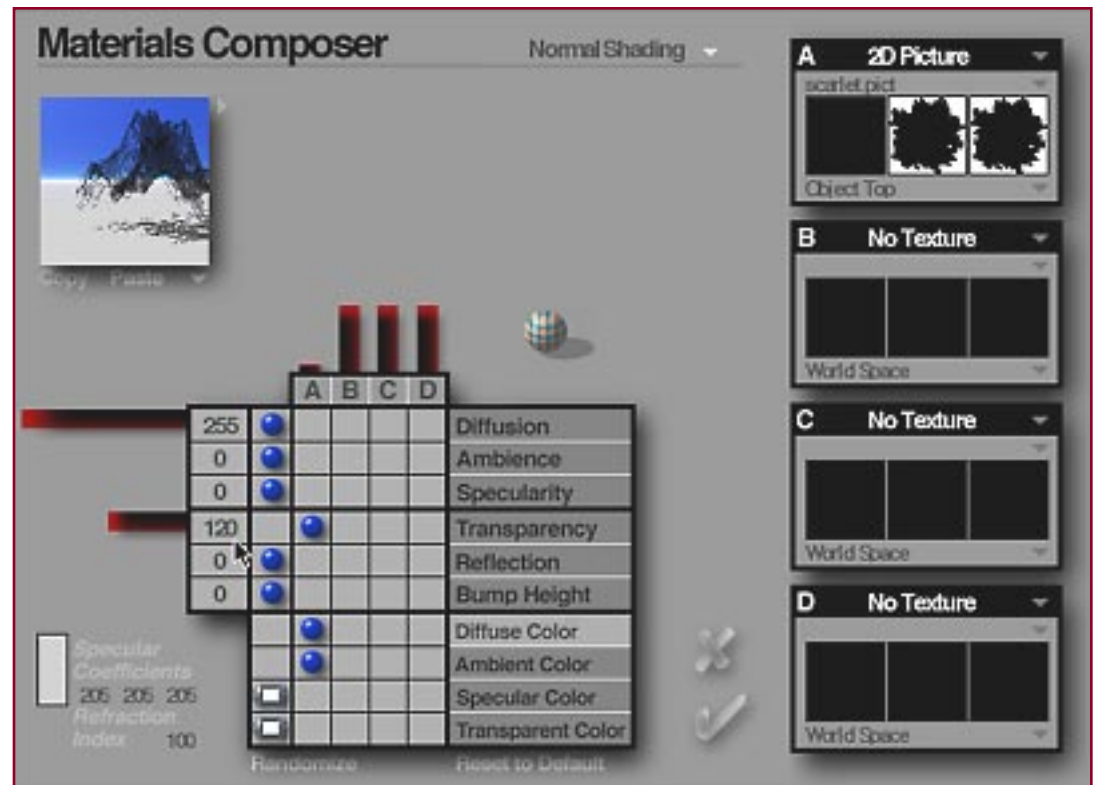 Materials Composer
Normal Shading
Copy Paste
A B C D
255 Diffusion
0 Ambience
0 Specularity
120 Transparency
0 Reflection
0 Bump Height
Diffuse Color
Ambient Color
Specular Color
Transparent Color
Specular
Coefficients
205 205 205
Refraction
Index 100
Randomize
Reset to Default
A 2D Picture
scarlet.pict
Object Top
B No Texture
World Space
C No Texture
World Space
D No Texture
World Space